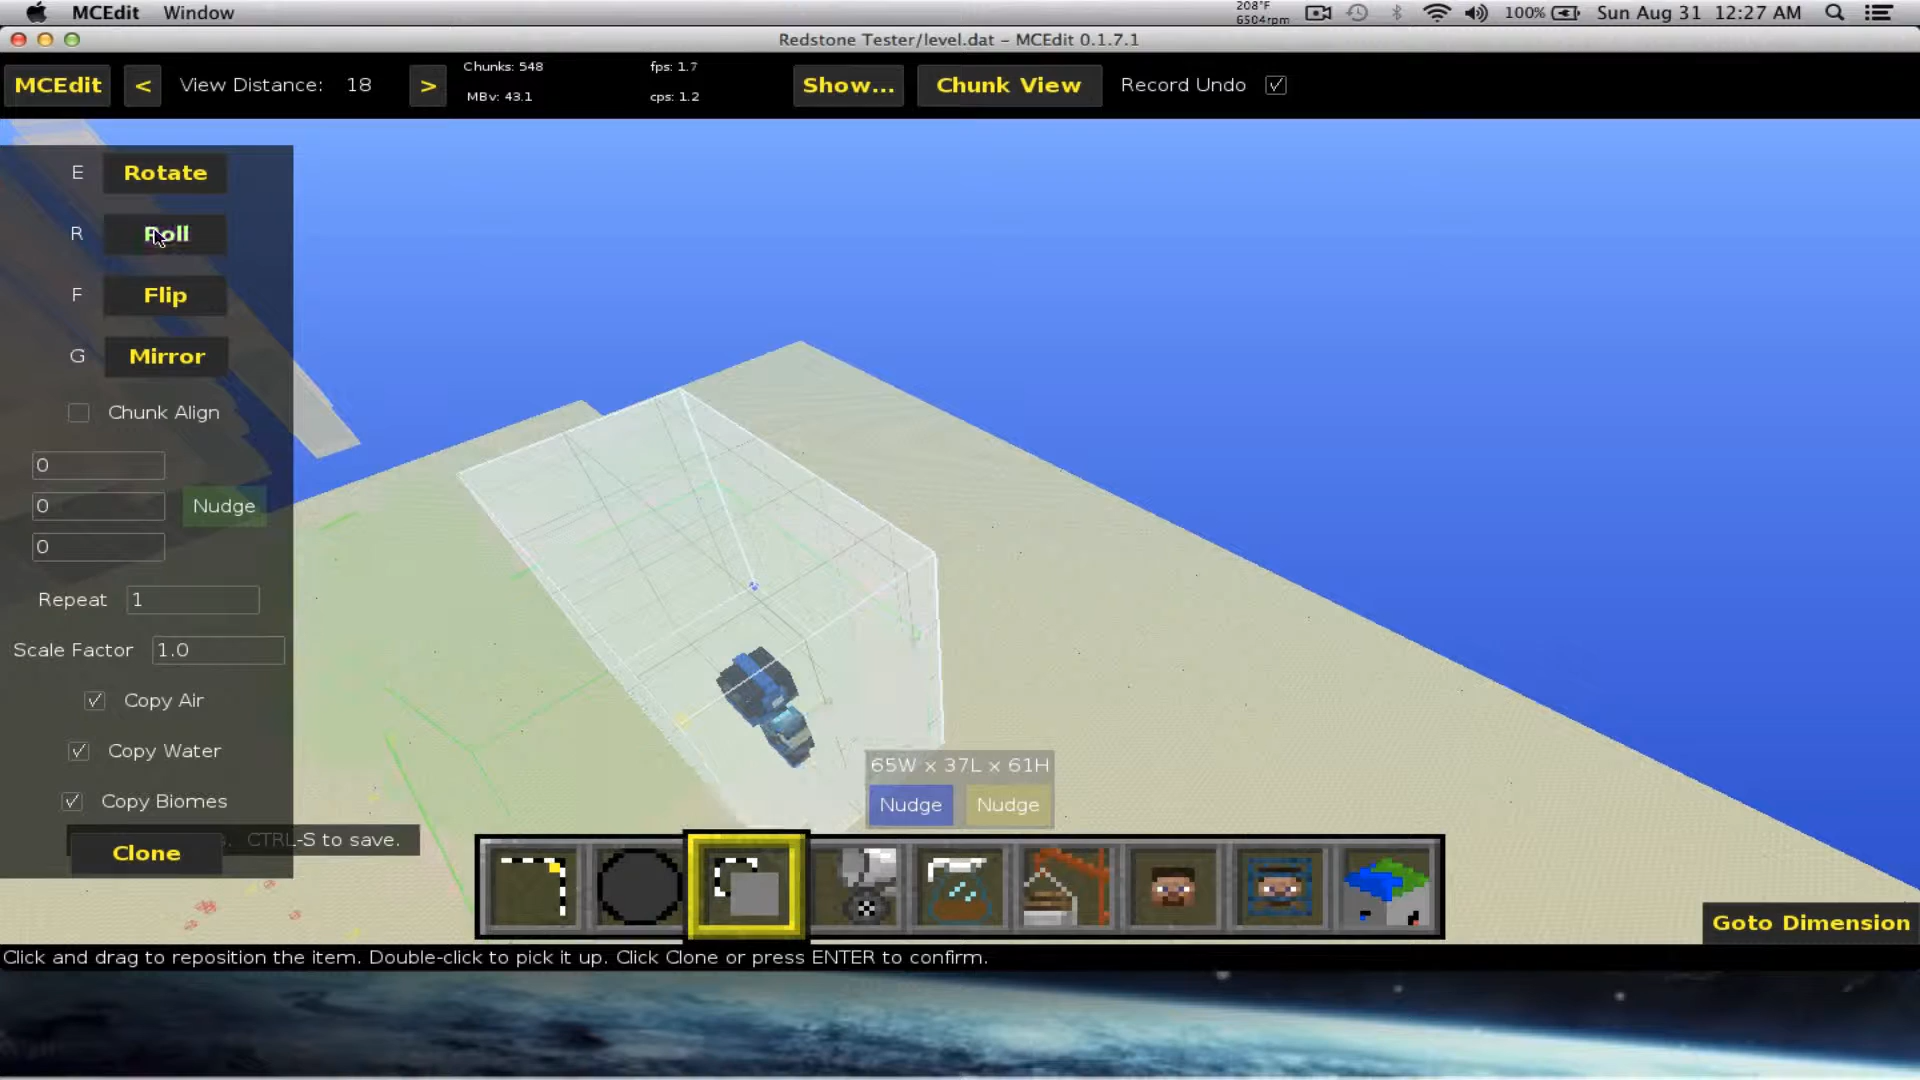 MCEdit Window
208°F
6504rpm
100%
Sun Aug 31 12:27 AM
Redstone Tester/level.dat – MCEdit 0.1.7.1
MCEdit < View Distance: 18 >
Chunks: 548 fps: 1.7
MBv: 43.1 cps: 1.2
Show... Chunk View Record Undo
E Rotate
R Roll
F Flip
G Mirror
Chunk Align
0
0 Nudge
0
Repeat 1
Scale Factor 1.0
Copy Air
Copy Water
Copy Biomes
65W x 37L x 61H
Nudge Nudge
CTRL-S to save.
Clone
Goto Dimension
Click and drag to reposition the item. Double-click to pick it up. Click Clone or press ENTER to confirm.